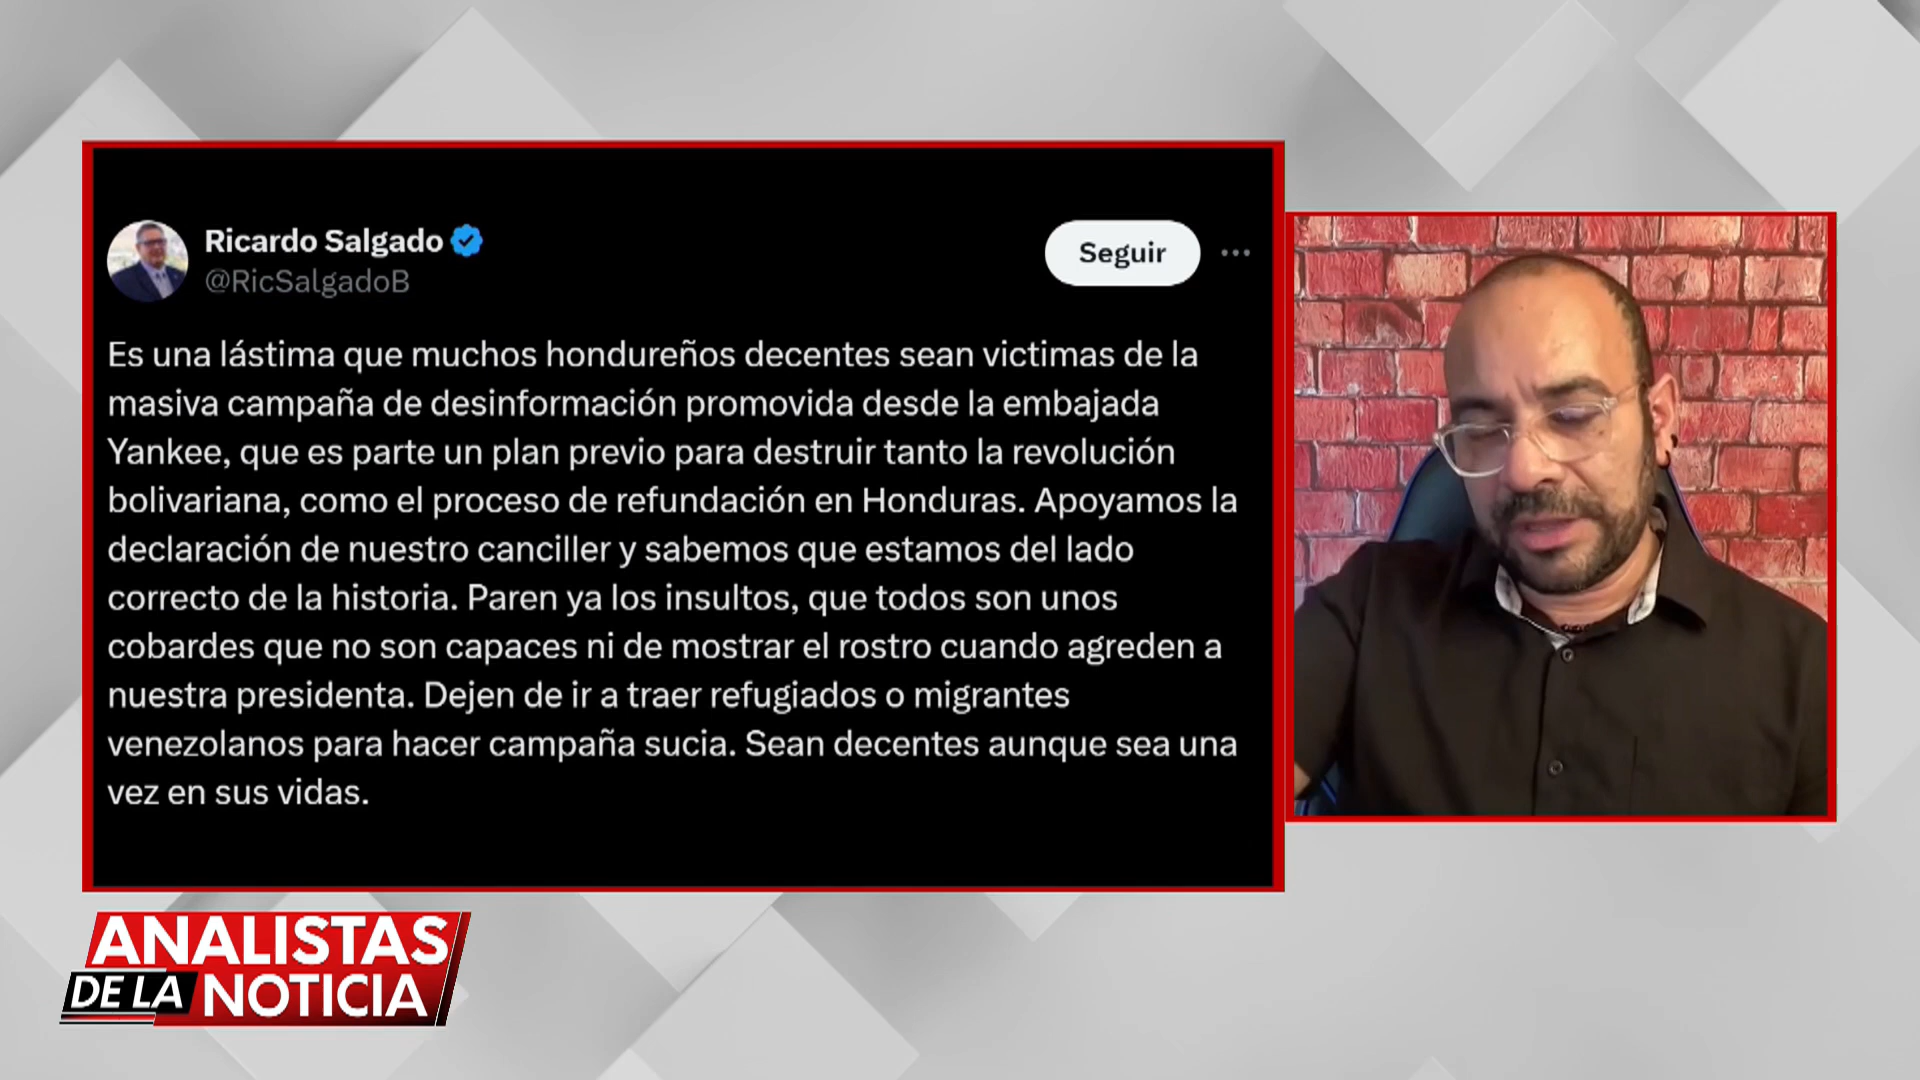 Ricardo Salgado
@RicSalgadoB
Seguir
Es una lástima que muchos hondureños decentes sean victimas de la
masiva campaña de desinformación promovida desde la embajada
Yankee, que es parte un plan previo para destruir tanto la revolución
bolivariana, como el proceso de refundación en Honduras. Apoyamos la
declaración de nuestro canciller y sabemos que estamos del lado
correcto de la historia. Paren ya los insultos, que todos son unos
cobardes que no son capaces ni de mostrar el rostro cuando agreden a
nuestra presidenta. Dejen de ir a traer refugiados o migrantes
venezolanos para hacer campaña sucia. Sean decentes aunque sea una
vez en sus vidas.
ANALISTAS
DE LA NOTICIA